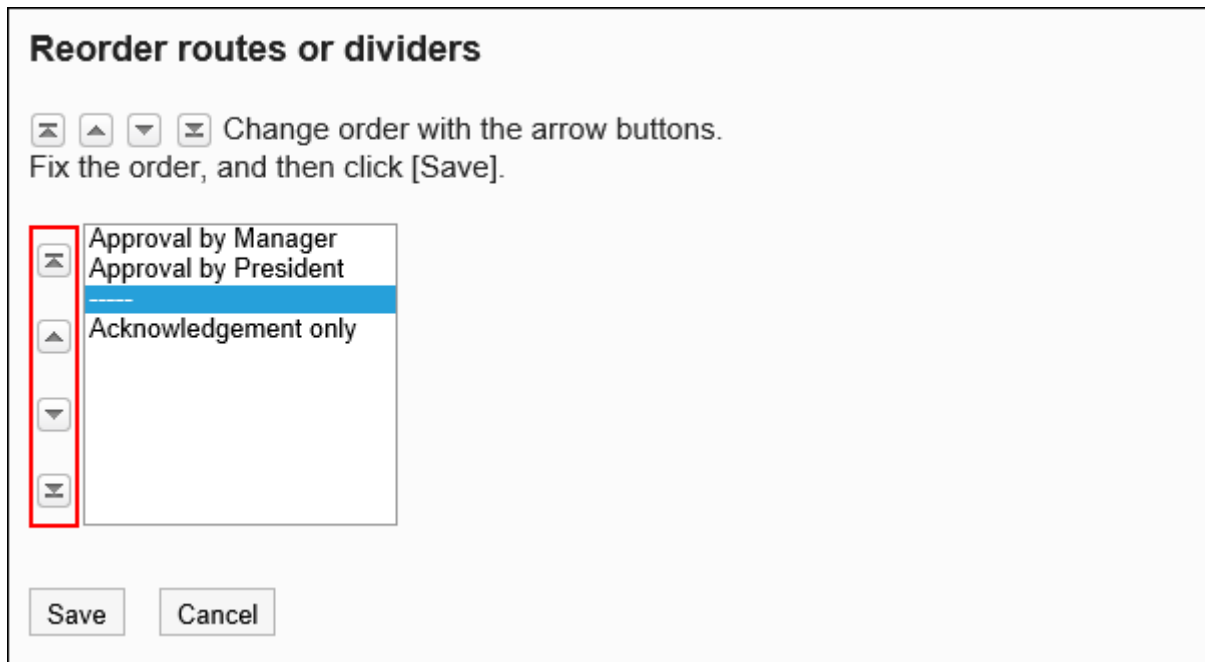 Reorder routes or dividers
Change order with the arrow buttons.
Fix the order, and then click [Save].
Approval by Manager
Approval by President
-----
Acknowledgement only
Save
Cancel